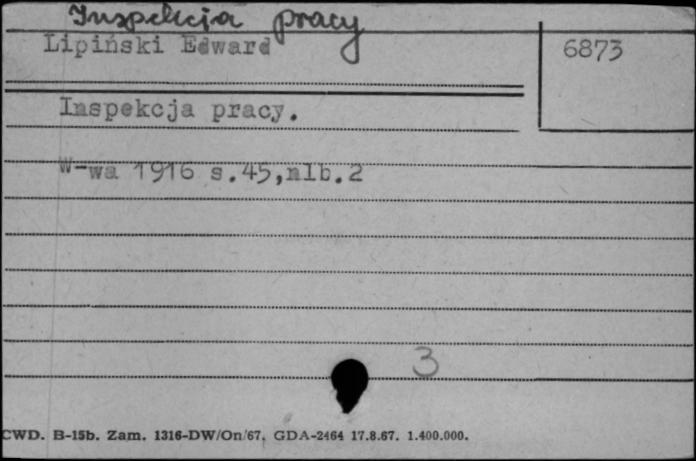 Inspekcja pracy
Lipiński Edward
6873
Inspekcja pracy.
W-wa 1916 s.45,nlb.2
3
CWD. B-15b. Zam. 1316-DW/On/67. GDA-2464 17.8.67. 1.400.000.